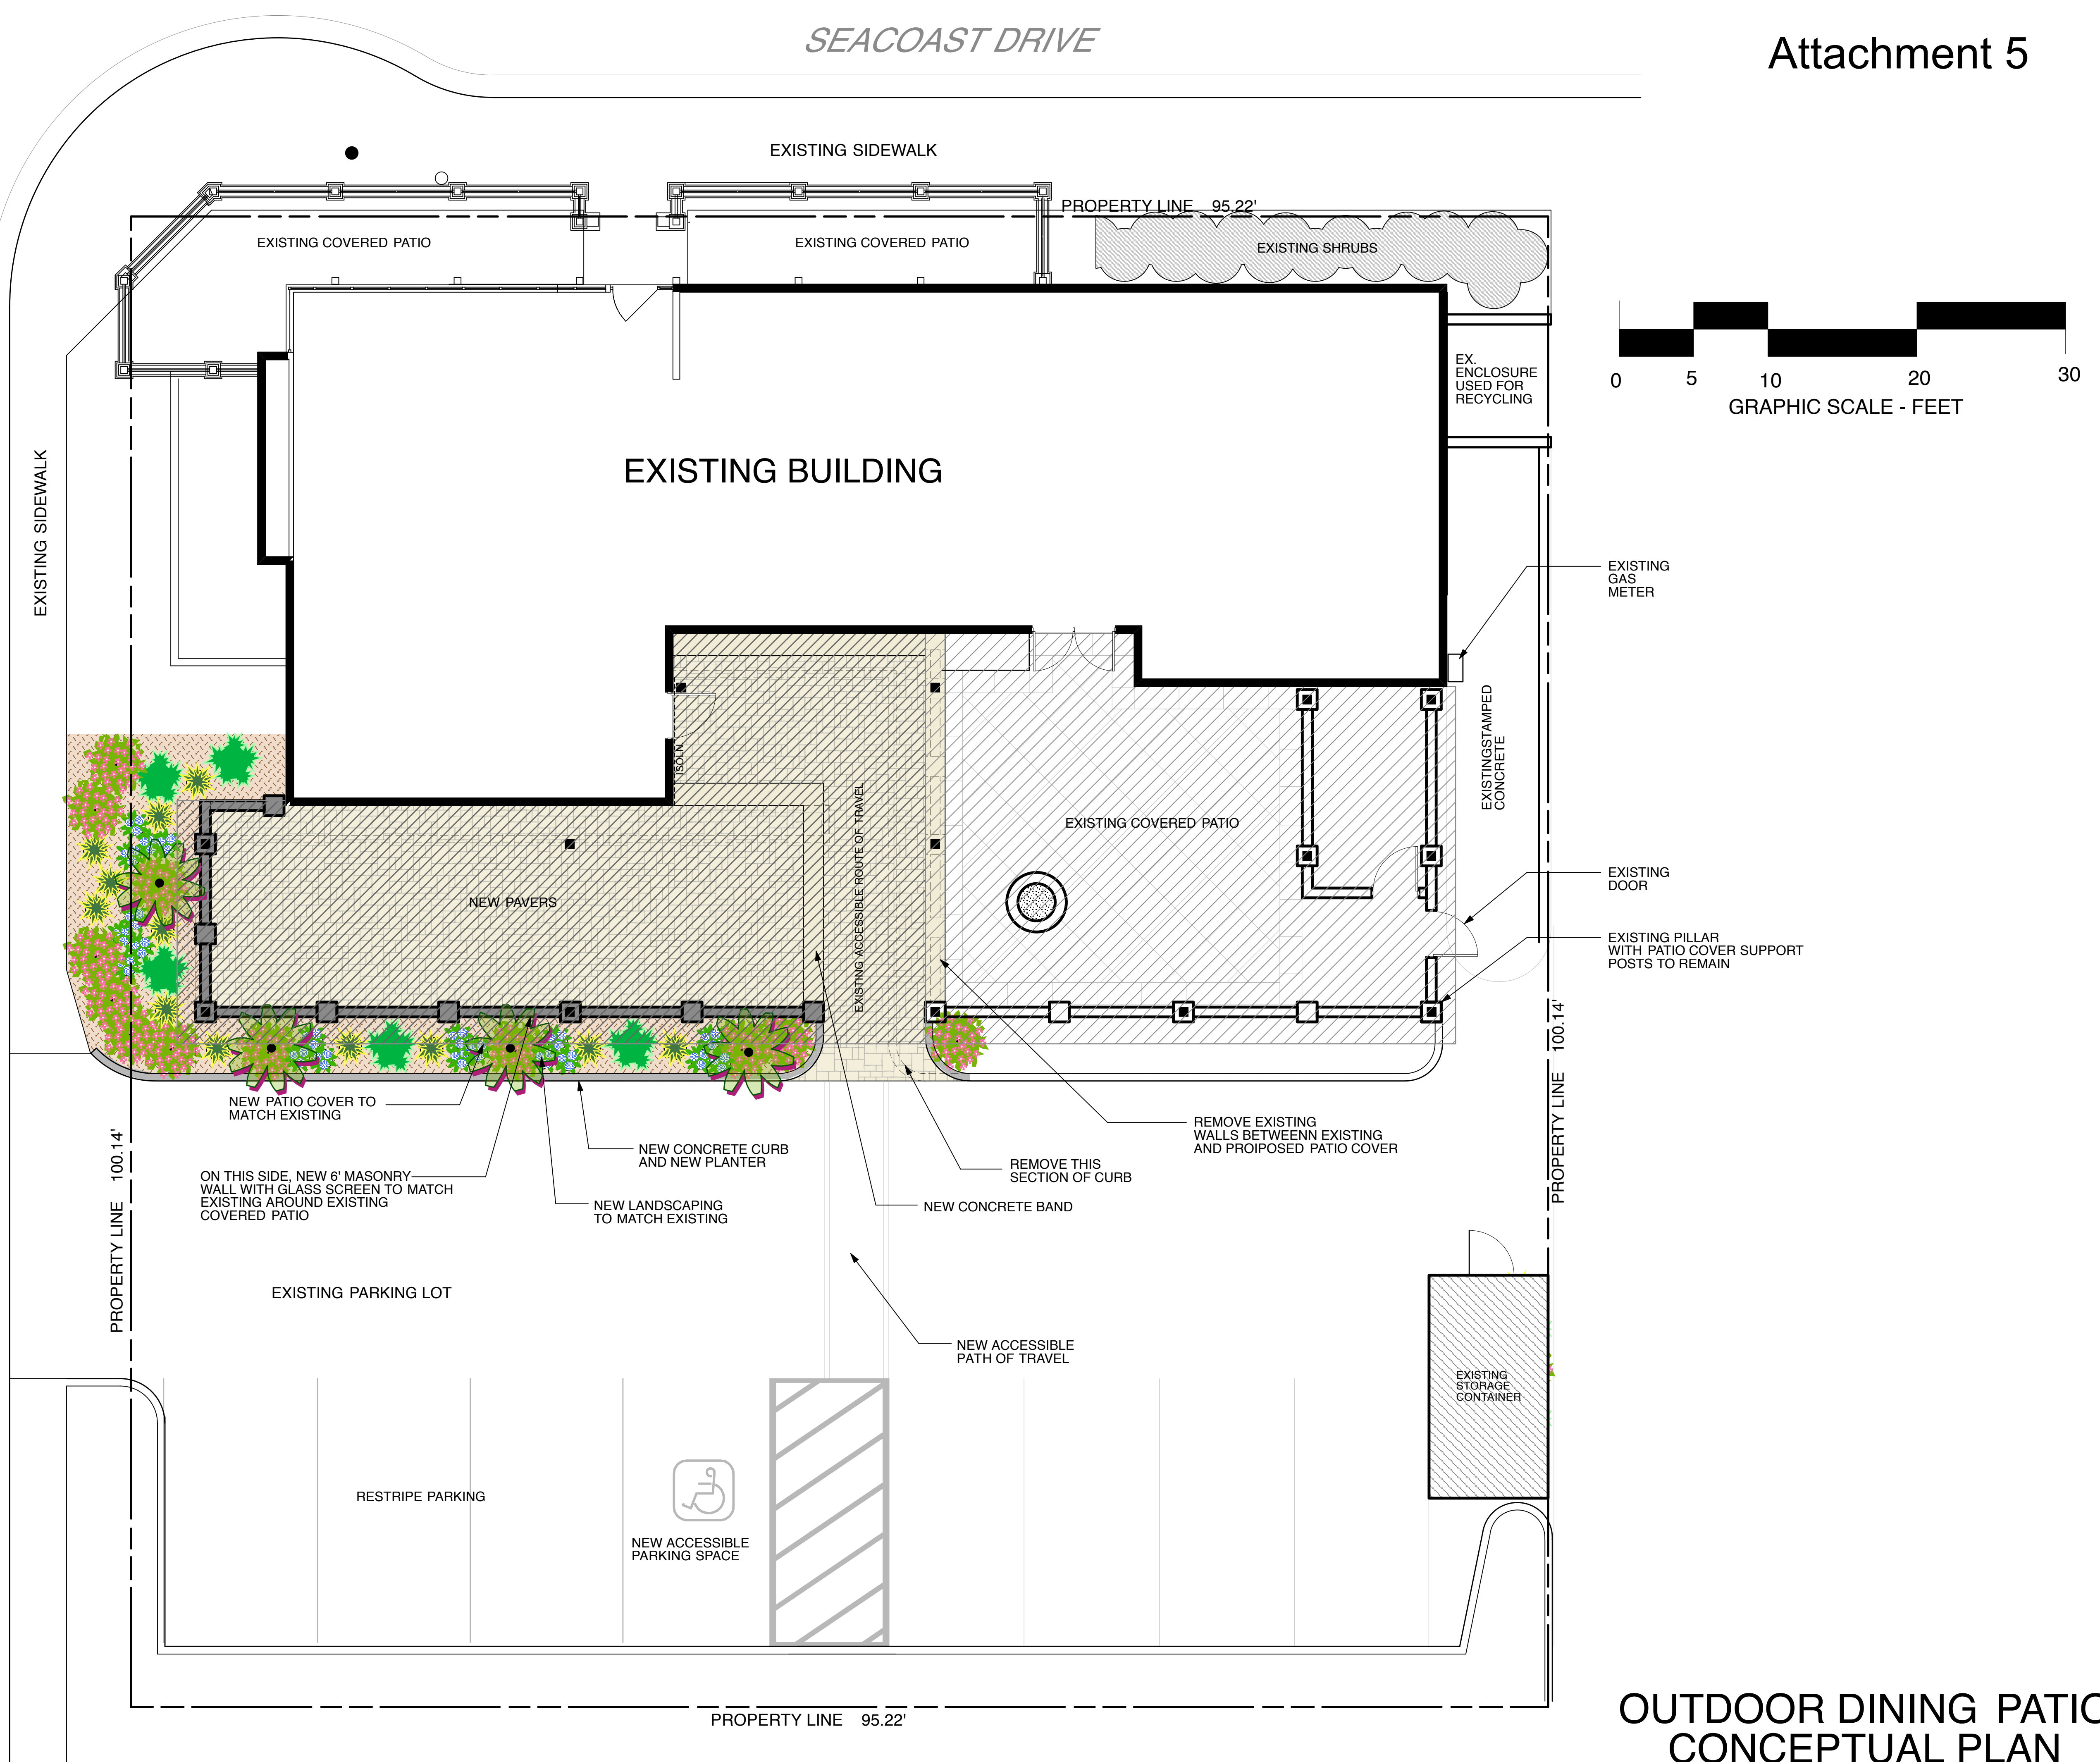 SEACOAST DRIVE
Attachment 5
EXISTING SIDEWALK
PROPERTY LINE 95.22'
EXISTING COVERED PATIO
EXISTING COVERED PATIO
EXISTING SHRUBS
EX.
ENCLOSURE
USED FOR
RECYCLING
0 5 10 20 30
GRAPHIC SCALE - FEET
EXISTING BUILDING
EXISTING SIDEWALK
EXISTING
GAS
METER
EXISTINGSTAMPED
CONCRETE
ISOLN.
EXISTING ACCESSIBLE ROUTE OF TRAVEL
EXISTING COVERED PATIO
NEW PAVERS
EXISTING
DOOR
EXISTING PILLAR
WITH PATIO COVER SUPPORT
POSTS TO REMAIN
NEW PATIO COVER TO
MATCH EXISTING
ON THIS SIDE, NEW 6' MASONRY
WALL WITH GLASS SCREEN TO MATCH
EXISTING AROUND EXISTING
COVERED PATIO
NEW CONCRETE CURB
AND NEW PLANTER
NEW LANDSCAPING
TO MATCH EXISTING
REMOVE EXISTING
WALLS BETWEENN EXISTING
AND PROIPOSED PATIO COVER
REMOVE THIS
SECTION OF CURB
NEW CONCRETE BAND
PROPERTY LINE 100.14'
PROPERTY LINE 100.14'
EXISTING PARKING LOT
NEW ACCESSIBLE
PATH OF TRAVEL
EXISTING
STORAGE
CONTAINER
RESTRIPE PARKING
NEW ACCESSIBLE
PARKING SPACE
PROPERTY LINE 95.22'
OUTDOOR DINING PATIO
CONCEPTUAL PLAN